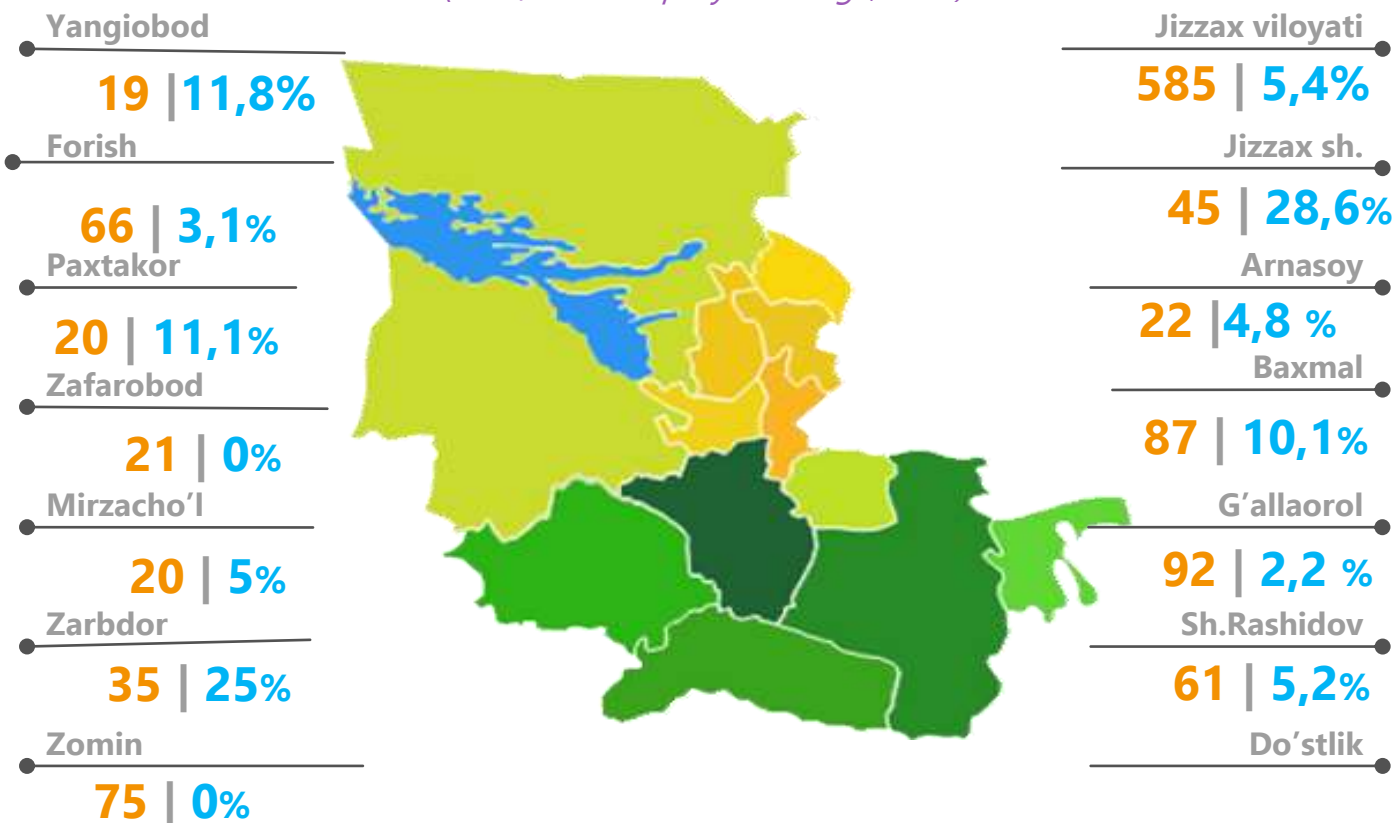 Yangiobod
19 |11,8%
Forish
66 | 3,1%
Paxtakor
20 | 11,1%
Zafarobod
21 | 0%
Mirzacho’l
20 | 5%
Zarbdor
35 | 25%
Zomin
75 | 0%
Jizzax viloyati
585 | 5,4%
Jizzax sh.
45 | 28,6%
Arnasoy
22 |4,8 %
Baxmal
87 | 10,1%
G’allaorol
92 | 2,2 %
Sh.Rashidov
61 | 5,2%
Do’stlik